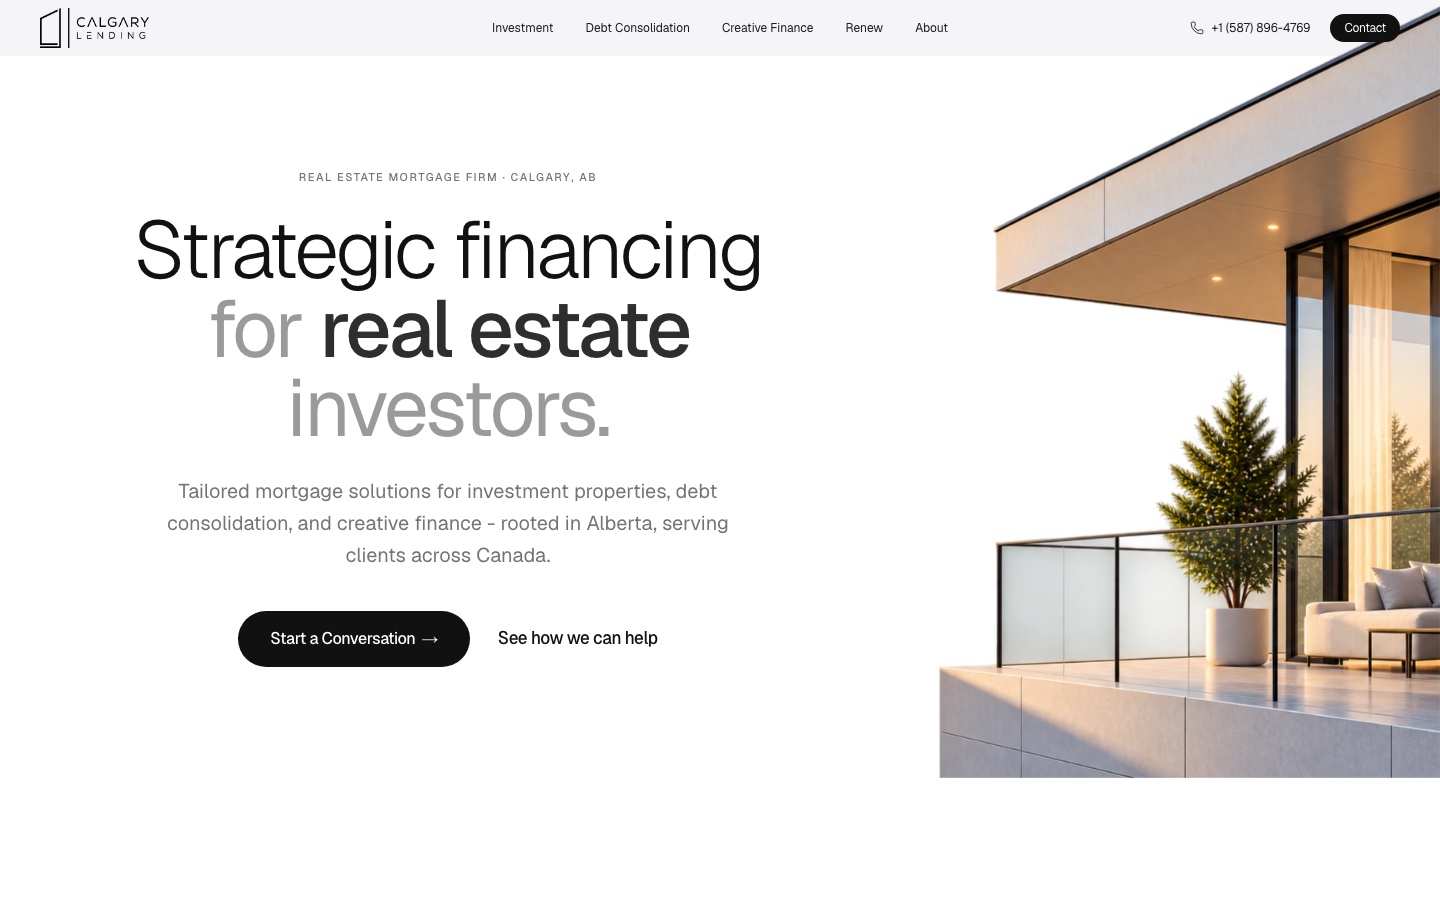 CALGARY
LENDING
Investment
Debt Consolidation
Creative Finance
Renew
About
+1 (587) 896-4769
Contact
REAL ESTATE MORTGAGE FIRM · CALGARY, AB
Strategic financing
for real estate
investors.
Tailored mortgage solutions for investment properties, debt
consolidation, and creative finance - rooted in Alberta, serving
clients across Canada.
Start a Conversation →
See how we can help